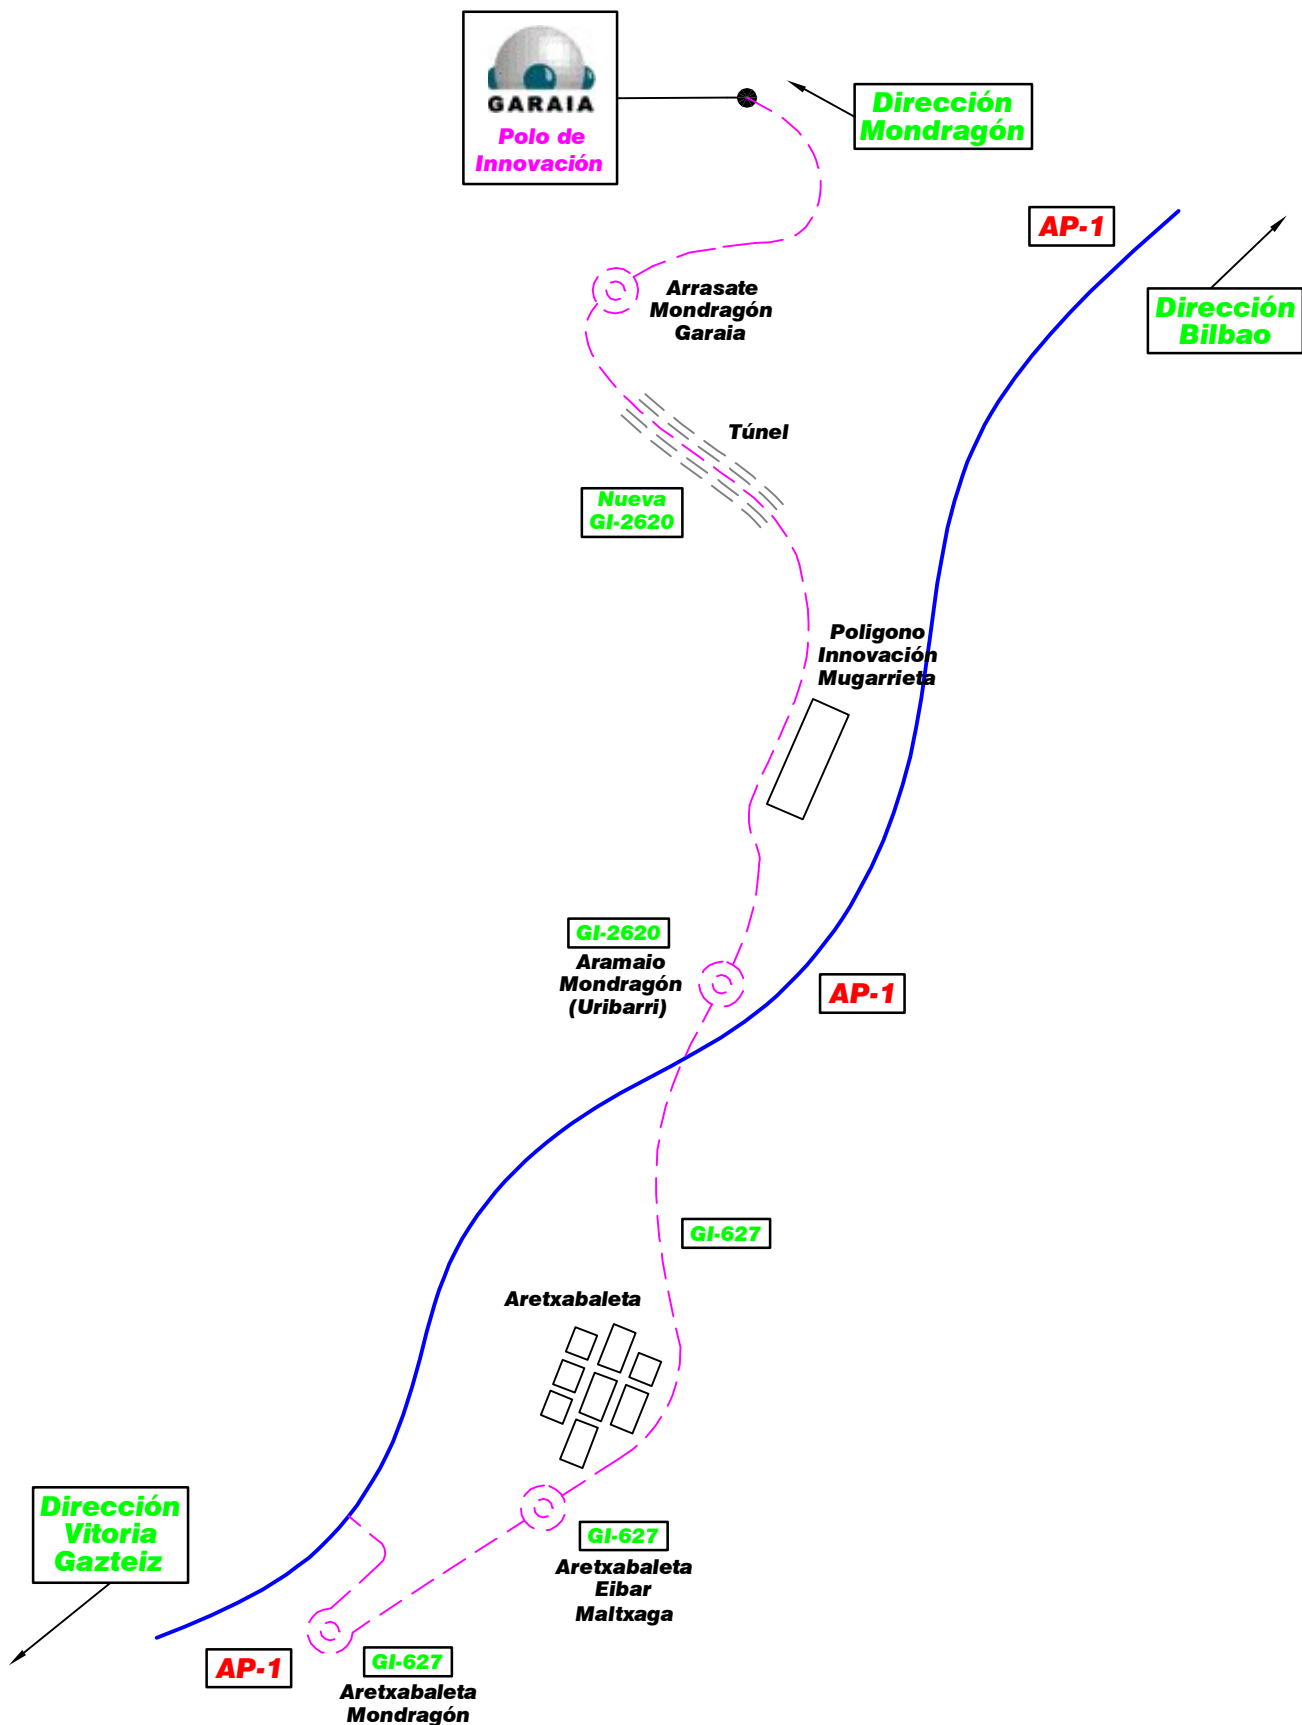 GARAIA
Polo de
Innovación
Dirección
Mondragón
AP-1
Dirección
Bilbao
Arrasate
Mondragón
Garaia
Túnel
Nueva
GI-2620
Poligono
Innovación
Mugarrieta
GI-2620
Aramaio
Mondragón
(Uribarri)
AP-1
GI-627
Aretxabaleta
Dirección
Vitoria
Gazteiz
GI-627
Aretxabaleta
Eibar
Maltxaga
AP-1
GI-627
Aretxabaleta
Mondragón